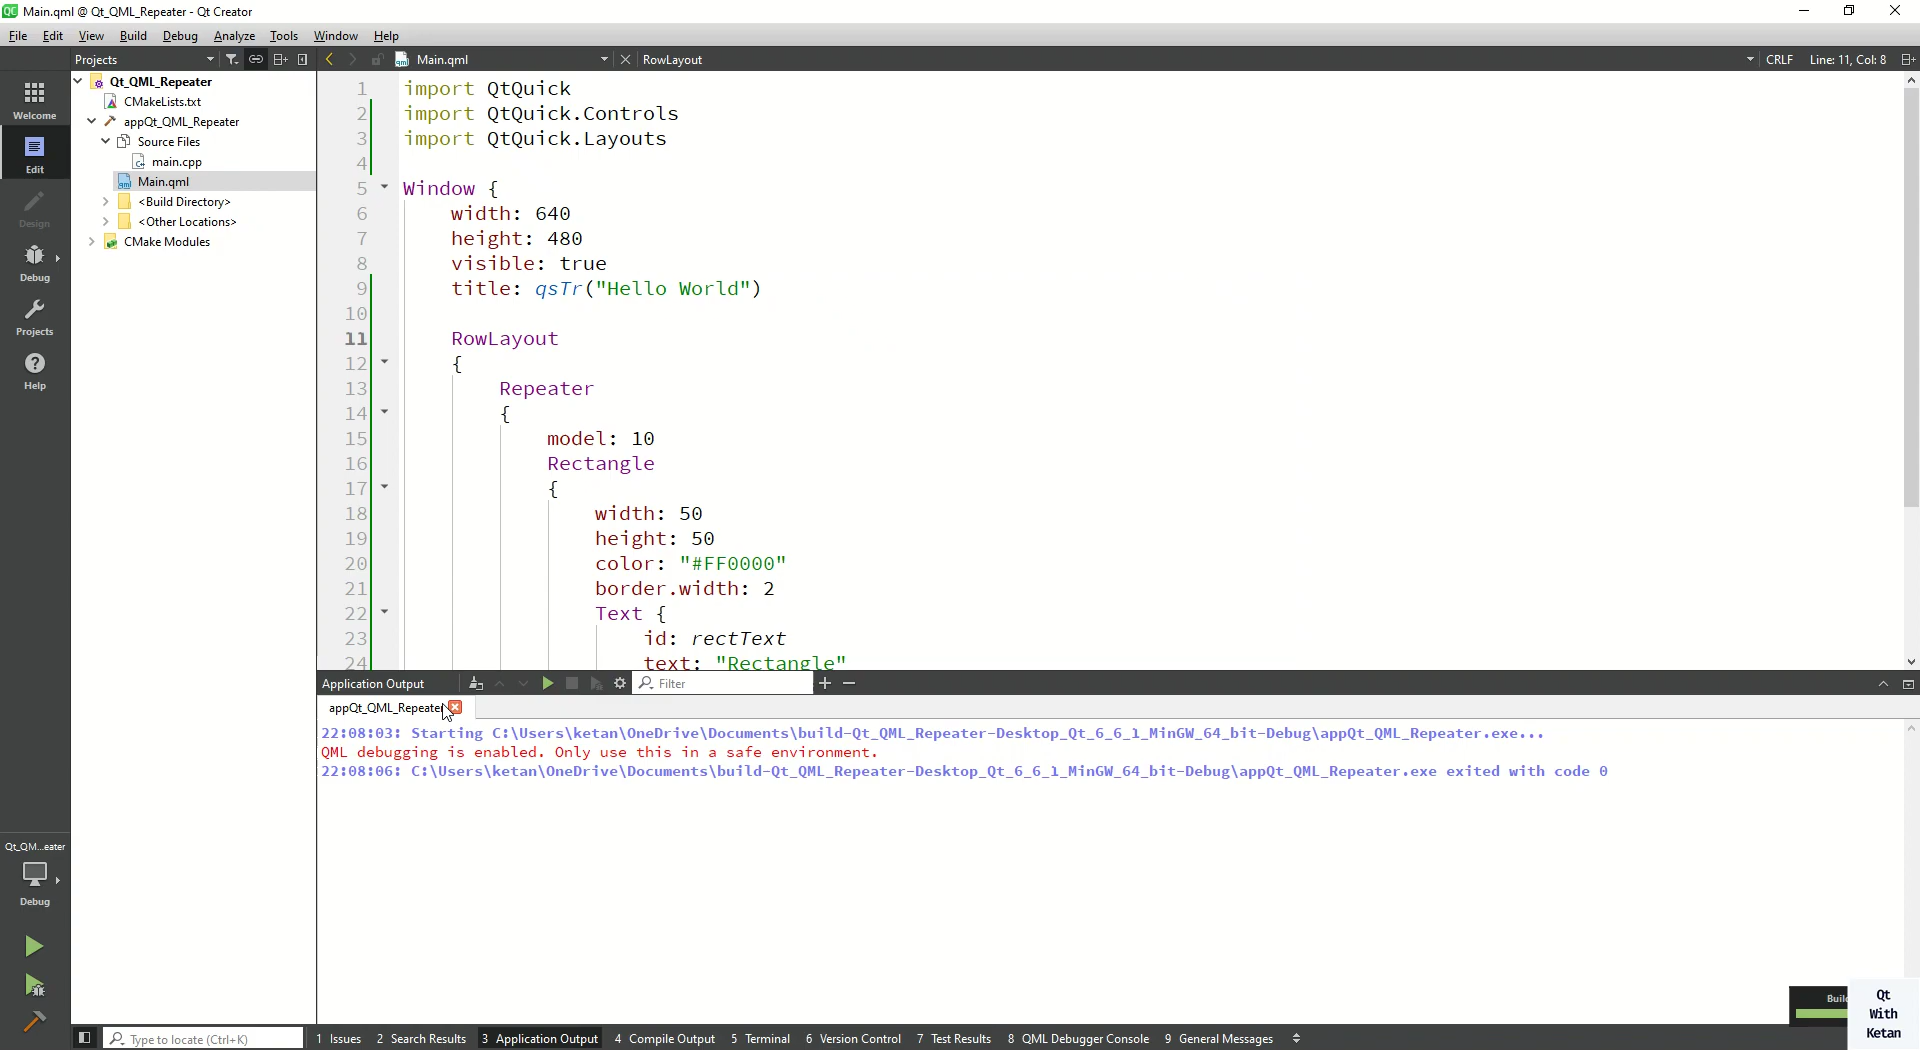 Main.qml @ Qt_QML_Repeater - Qt Creator
File Edit View Build Debug Analyze Tools Window Help
Projects Main.qml RowLayout CRLF Line: 11, Col: 8
Welcome
Edit
Design
Debug
Projects
Help
Qt_QML_Repeater
CMakeLists.txt
appQt_QML_Repeater
Source Files
main.cpp
Main.qml
<Build Directory>
<Other Locations>
CMake Modules
1 import QtQuick
2 import QtQuick.Controls
3 import QtQuick.Layouts
4
5 Window {
6 width: 640
7 height: 480
8 visible: true
9 title: qsTr("Hello World")
10
11 RowLayout
12 {
13 Repeater
14 {
15 model: 10
16 Rectangle
17 {
18 width: 50
19 height: 50
20 color: "#FF0000"
21 border.width: 2
22 Text {
23 id: rectText
24 text: "Rectangle"
Application Output Filter
appQt_QML_Repeater
22:08:03: Starting C:\Users\ketan\OneDrive\Documents\build-Qt_QML_Repeater-Desktop_Qt_6_6_1_MinGW_64_bit-Debug\appQt_QML_Repeater.exe...
QML debugging is enabled. Only use this in a safe environment.
22:08:06: C:\Users\ketan\OneDrive\Documents\build-Qt_QML_Repeater-Desktop_Qt_6_6_1_MinGW_64_bit-Debug\appQt_QML_Repeater.exe exited with code 0
Qt_QM...eater
Debug
Buil
Qt
With
Ketan
Type to locate (Ctrl+K) 1 Issues 2 Search Results 3 Application Output 4 Compile Output 5 Terminal 6 Version Control 7 Test Results 8 QML Debugger Console 9 General Messages